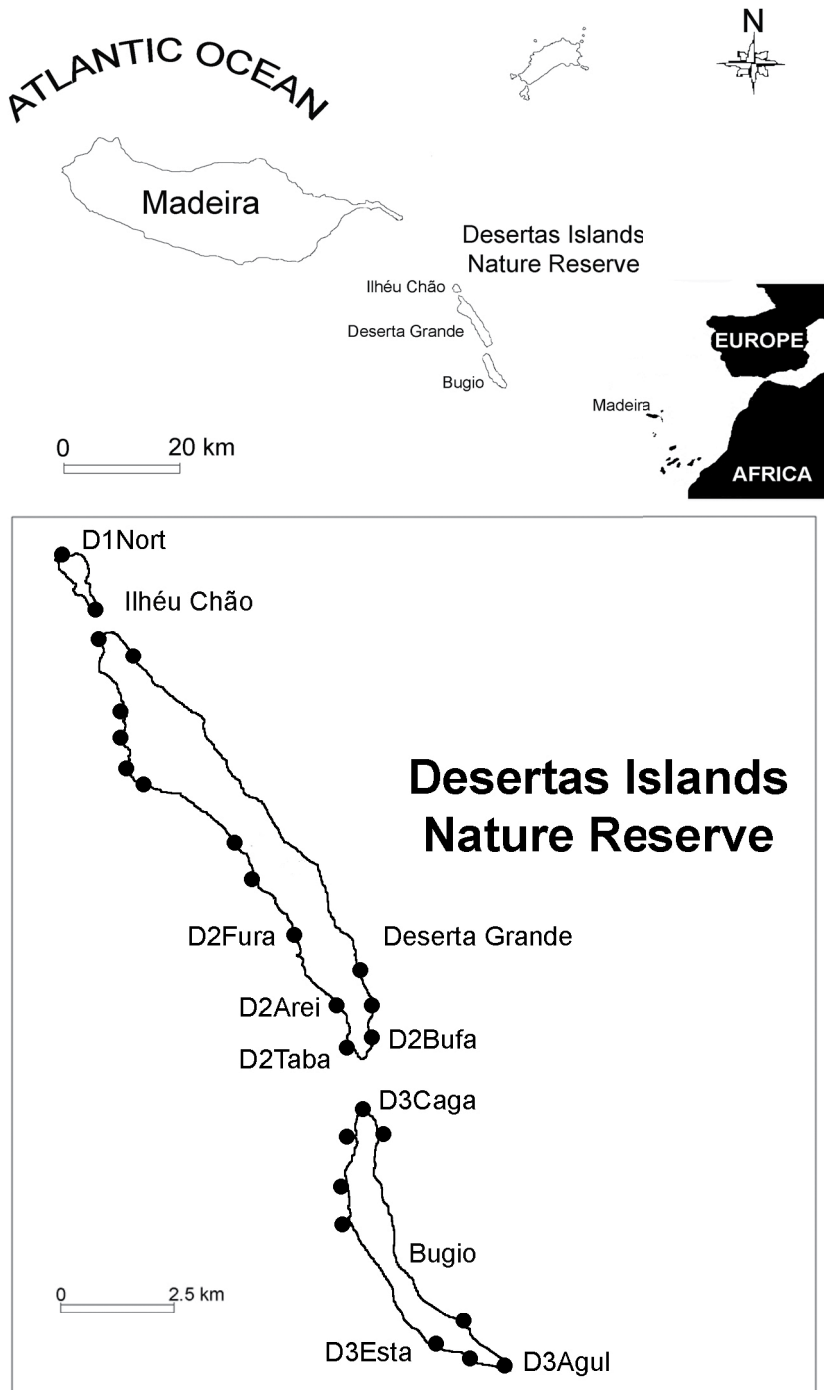 ATLANTIC OCEAN
N
Madeira
Desertas Islands
Nature Reserve
Ilhéu Chão
Deserta Grande
Bugio
EUROPE
Madeira
AFRICA
0 20 km
D1Nort
Ilhéu Chão
Desertas Islands
Nature Reserve
D2Fura
Deserta Grande
D2Arei
D2Bufa
D2Taba
D3Caga
Bugio
0 2.5 km
D3Esta
D3Agul